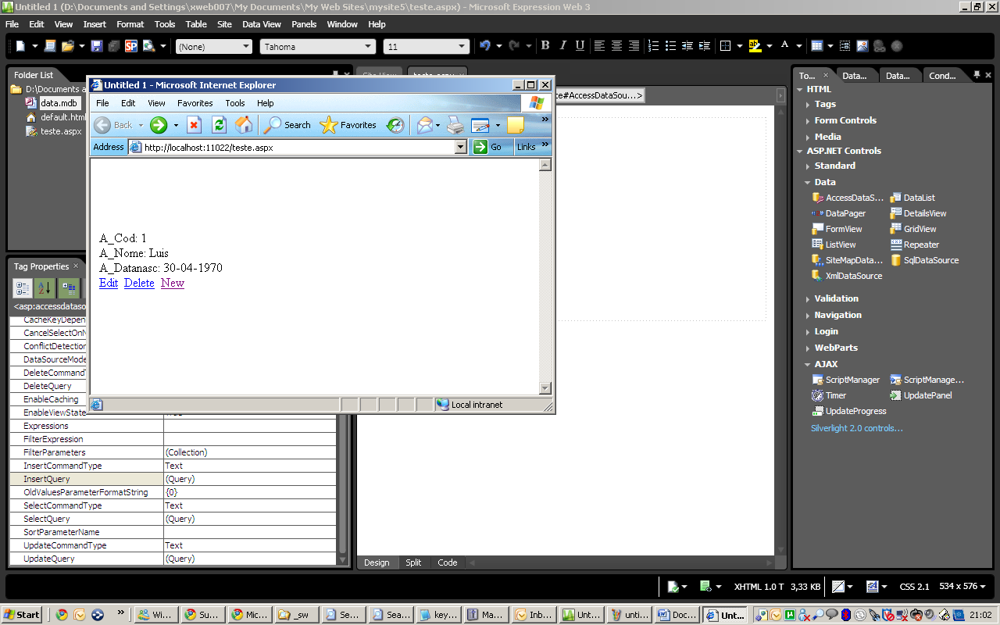 Untitled 1 (D:\Documents and Settings\xweb007\My Documents\My Web Sites\mysite5\teste.aspx) - Microsoft Expression Web 3
File Edit View Insert Format Tools Table Site Data View Panels Window Help
(None) Tahoma 11 B I U A
Folder List
D:\Documents a
data.mdb
default.html
teste.aspx
Site View teste.aspx
ce#AccessDataSou...>
Untitled 1 - Microsoft Internet Explorer
File Edit View Favorites Tools Help
Back Search Favorites
Address http://localhost:11022/teste.aspx Go Links
A_Cod: 1
A_Nome: Luis
A_Datanasc: 30-04-1970
Edit Delete New
Local intranet
Tag Properties
<asp:accessdataso
CacheKeyDepen
CancelSelectOnN
ConflictDetection
DataSourceMode
DeleteCommandT
DeleteQuery
EnableCaching
EnableViewState
Expressions
FilterExpression
FilterParameters (Collection)
InsertCommandType Text
InsertQuery (Query)
OldValuesParameterFormatString {0}
SelectCommandType Text
SelectQuery (Query)
SortParameterName
UpdateCommandType Text
UpdateQuery (Query)
Design Split Code
To... Data... Data... Cond...
HTML
Tags
Form Controls
Media
ASP.NET Controls
Standard
Data
AccessDataS... DataList
DataPager DetailsView
FormView GridView
ListView Repeater
SiteMapData... SqlDataSource
XmlDataSource
Validation
Navigation
Login
WebParts
AJAX
ScriptManager ScriptManage...
Timer UpdatePanel
UpdateProgress
Silverlight 2.0 controls...
XHTML 1.0 T 3,33 KB CSS 2.1 534 x 576
Start Wi... Su... Mic... _sw Se... Sea... key... Ma... Inb... Unt... unti... Doc... Unt... 21:02